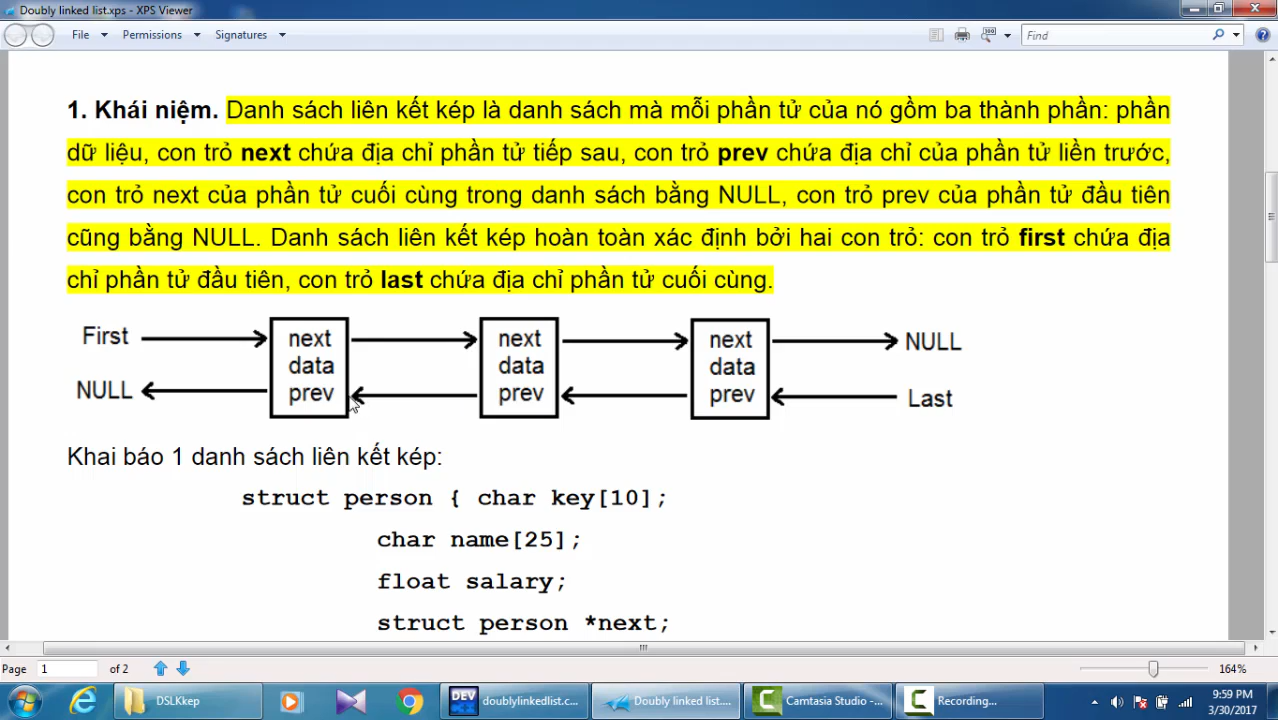 Doubly linked list.xps - XPS Viewer
File Permissions Signatures Find
1. Khái niệm. Danh sách liên kết kép là danh sách mà mỗi phần tử của nó gồm ba thành phần: phần
dữ liệu, con trỏ next chứa địa chỉ phần tử tiếp sau, con trỏ prev chứa địa chỉ của phần tử liền trước,
con trỏ next của phần tử cuối cùng trong danh sách bằng NULL, con trỏ prev của phần tử đầu tiên
cũng bằng NULL. Danh sách liên kết kép hoàn toàn xác định bởi hai con trỏ: con trỏ first chứa địa
chỉ phần tử đầu tiên, con trỏ last chứa địa chỉ phần tử cuối cùng.
First next next next NULL
data data data
NULL prev prev prev Last
Khai báo 1 danh sách liên kết kép:
struct person { char key[10];
char name[25];
float salary;
struct person *next;
Page 1 of 2 164%
DSLKkep DEV doublylinkedlist.c... Doubly linked list.... Camtasia Studio -... Recording... 9:59 PM
3/30/2017